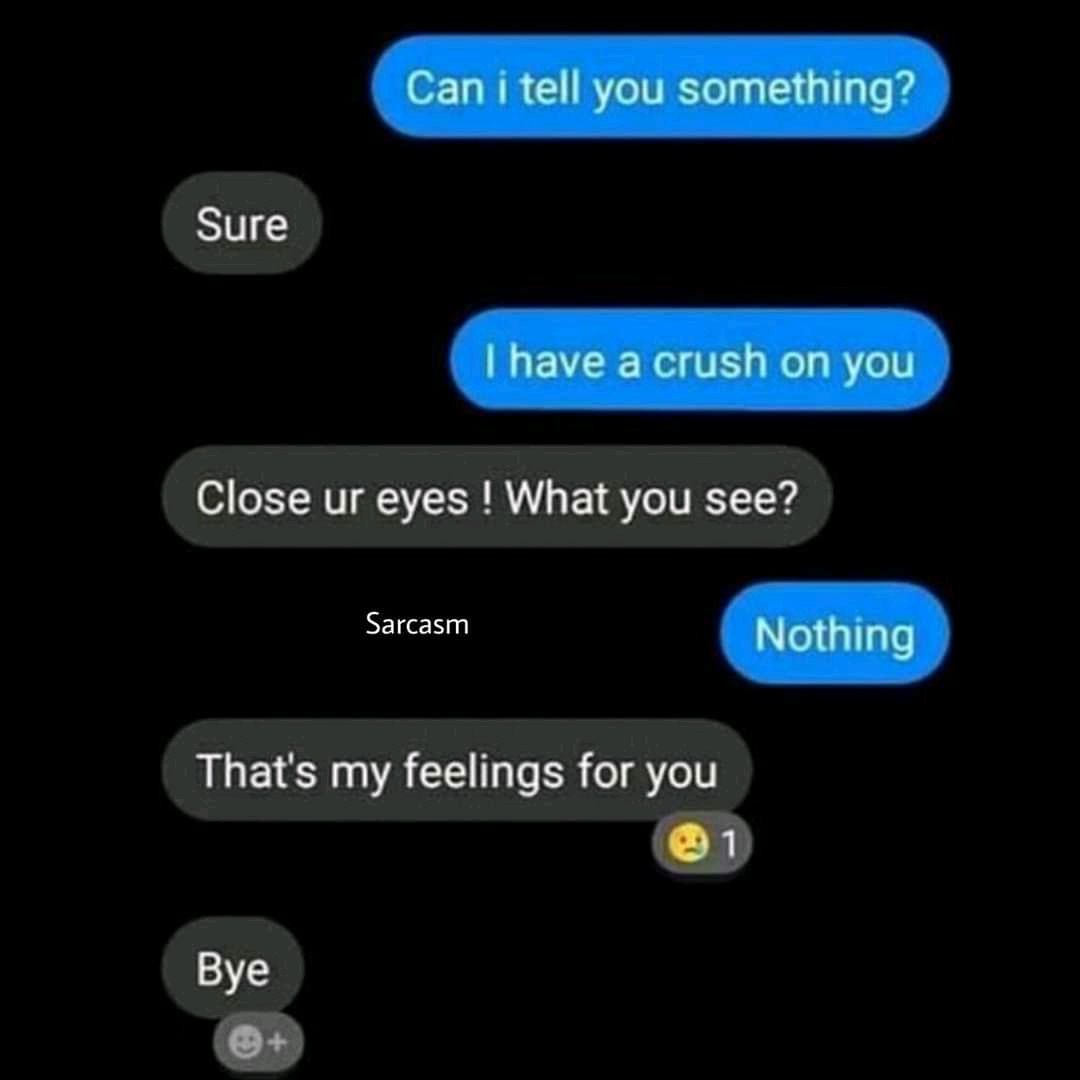 Can i tell you something?
Sure
I have a crush on you
Close ur eyes ! What you see?
Sarcasm
Nothing
That's my feelings for you
😢 1
Bye